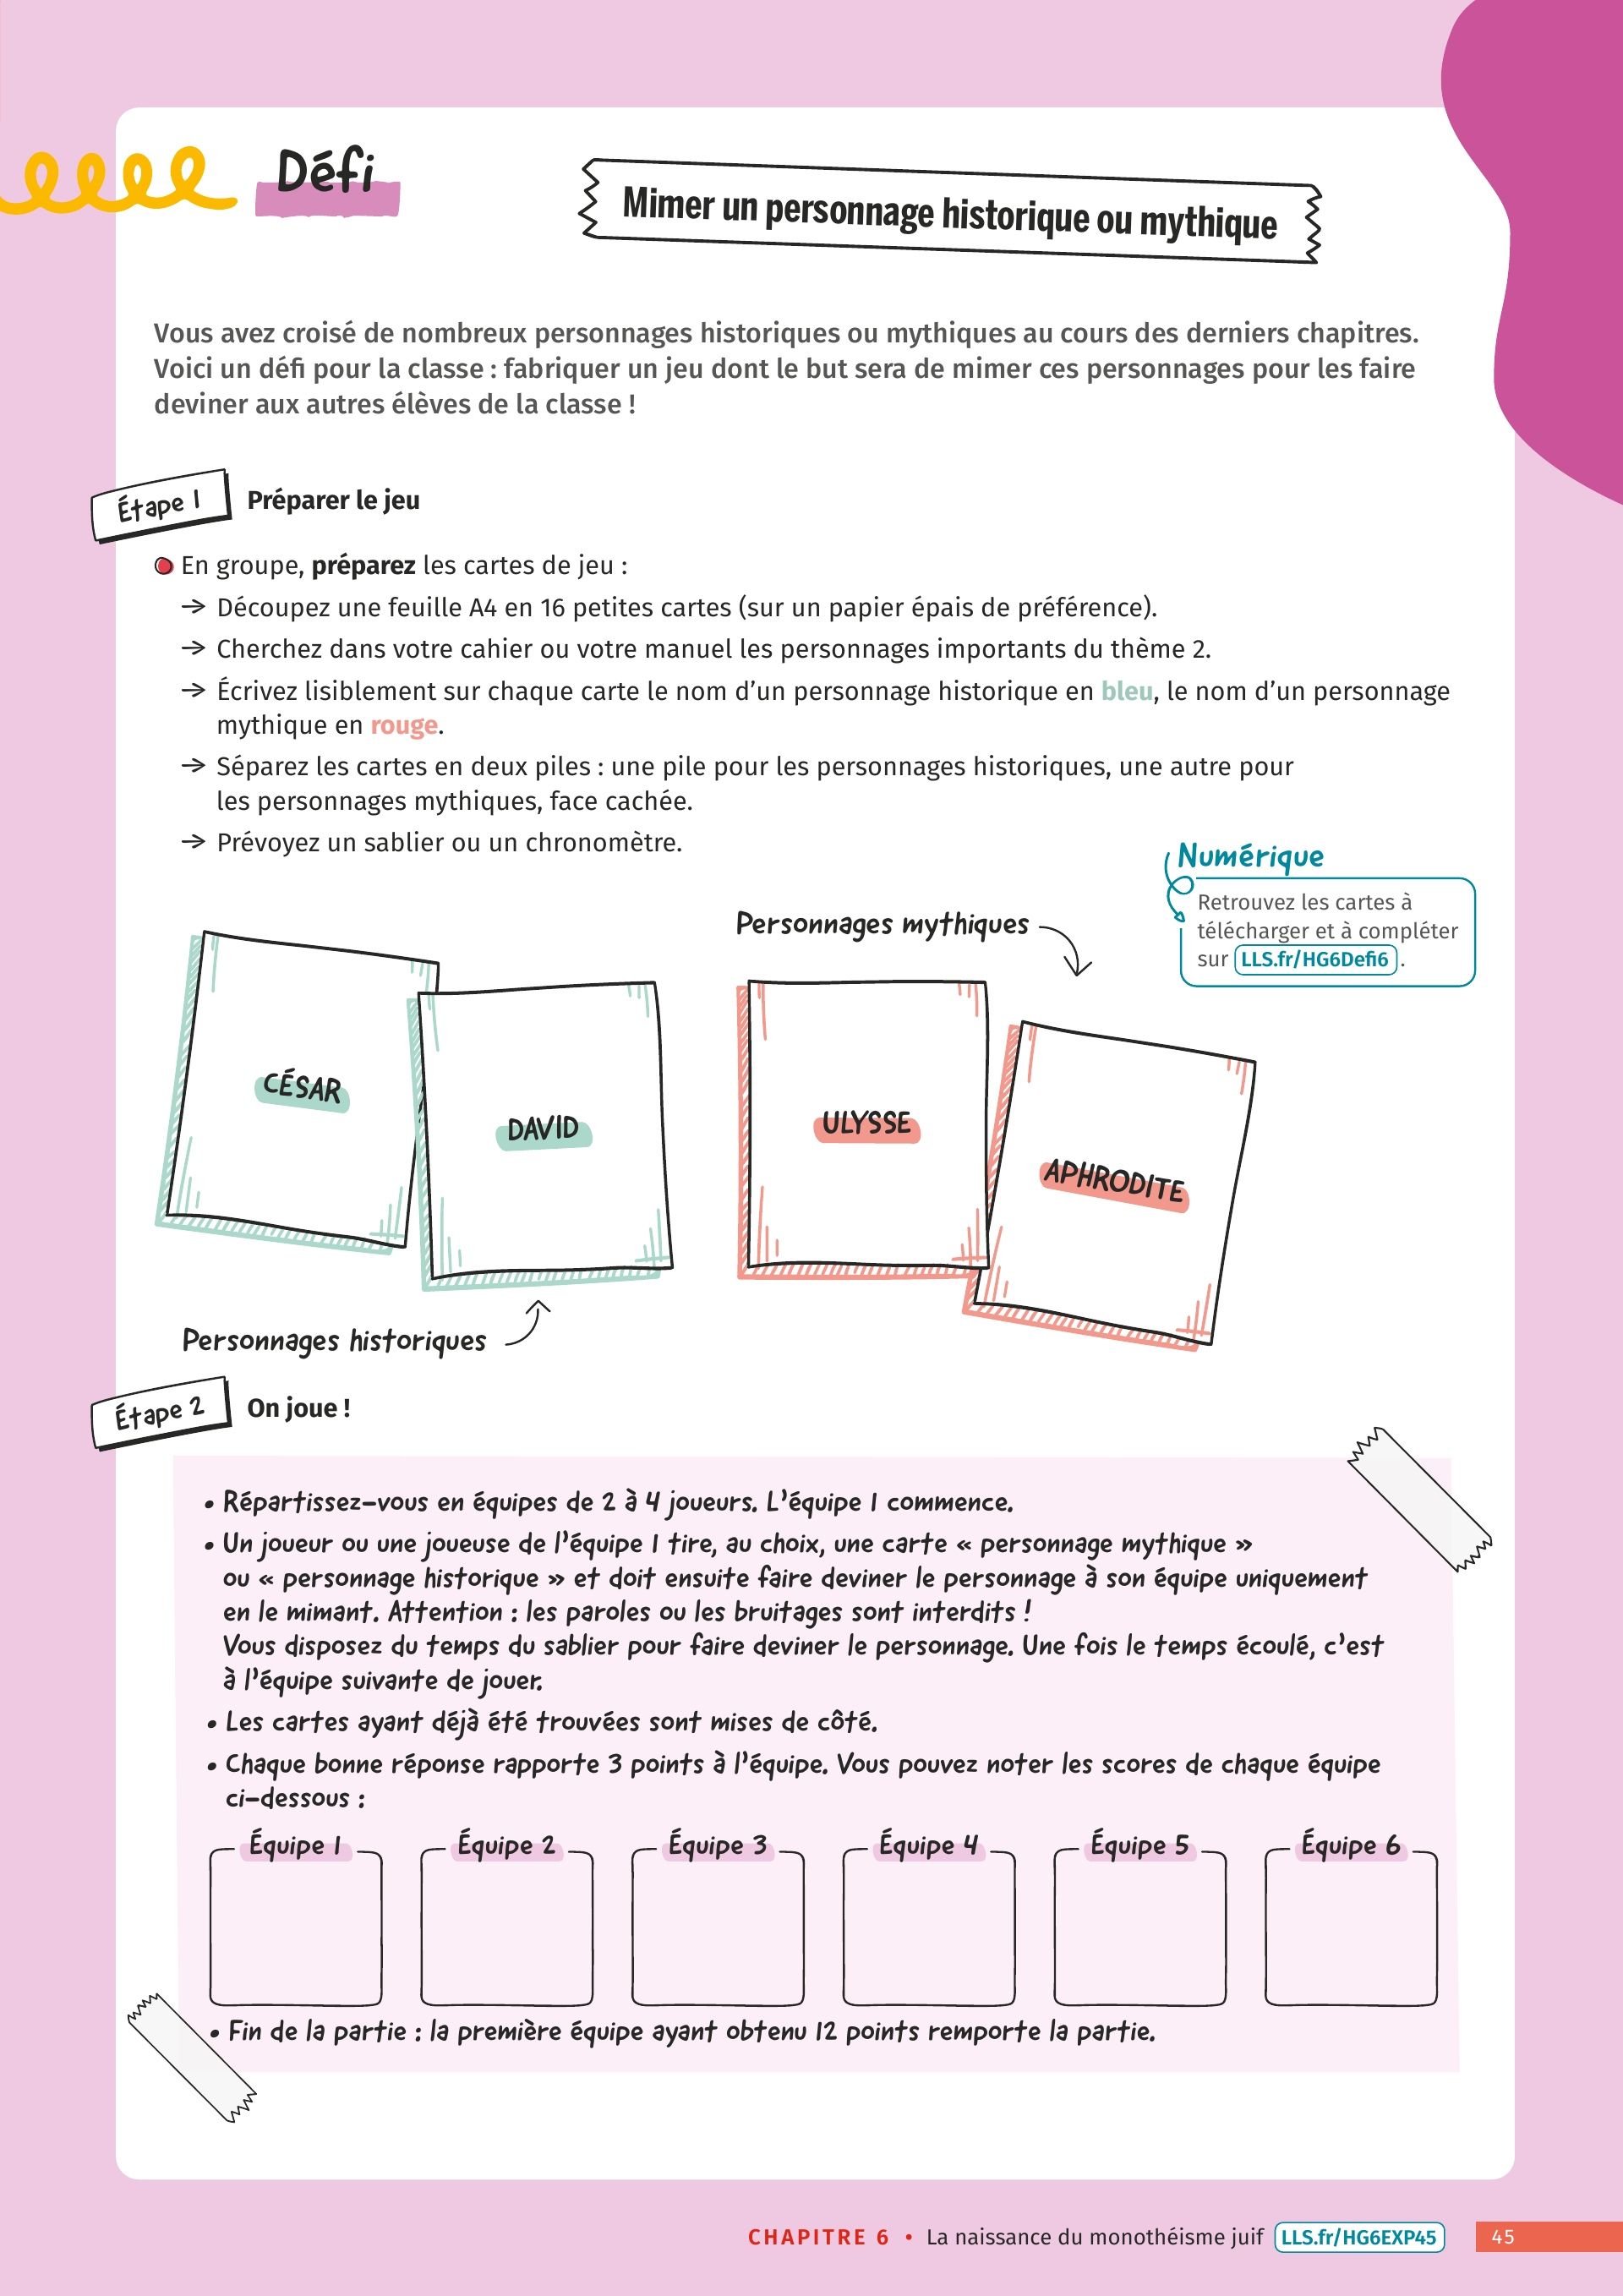 Défi
Mimer un personnage historique ou mythique
Vous avez croisé de nombreux personnages historiques ou mythiques au cours des derniers chapitres.
Voici un défi pour la classe : fabriquer un jeu dont le but sera de mimer ces personnages pour les faire
deviner aux autres élèves de la classe !
Étape 1
Préparer le jeu
En groupe, préparez les cartes de jeu :
→ Découpez une feuille A4 en 16 petites cartes (sur un papier épais de préférence).
→ Cherchez dans votre cahier ou votre manuel les personnages importants du thème 2.
→ Écrivez lisiblement sur chaque carte le nom d'un personnage historique en bleu, le nom d'un personnage
mythique en rouge.
→ Séparez les cartes en deux piles : une pile pour les personnages historiques, une autre pour
les personnages mythiques, face cachée.
→ Prévoyez un sablier ou un chronomètre.
Numérique
Retrouvez les cartes à
télécharger et à compléter
sur LLS.fr/HG6Defi6 .
Personnages mythiques
CÉSAR
DAVID
ULYSSE
APHRODITE
Personnages historiques
Étape 2
On joue !
• Répartissez-vous en équipes de 2 à 4 joueurs. L'équipe 1 commence.
• Un joueur ou une joueuse de l'équipe 1 tire, au choix, une carte « personnage mythique »
ou « personnage historique » et doit ensuite faire deviner le personnage à son équipe uniquement
en le mimant. Attention : les paroles ou les bruitages sont interdits !
Vous disposez du temps du sablier pour faire deviner le personnage. Une fois le temps écoulé, c'est
à l'équipe suivante de jouer.
• Les cartes ayant déjà été trouvées sont mises de côté.
• Chaque bonne réponse rapporte 3 points à l'équipe. Vous pouvez noter les scores de chaque équipe
ci-dessous :
Équipe 1
Équipe 2
Équipe 3
Équipe 4
Équipe 5
Équipe 6
• Fin de la partie : la première équipe ayant obtenu 12 points remporte la partie.
CHAPITRE 6 • La naissance du monothéisme juif LLS.fr/HG6EXP45 45